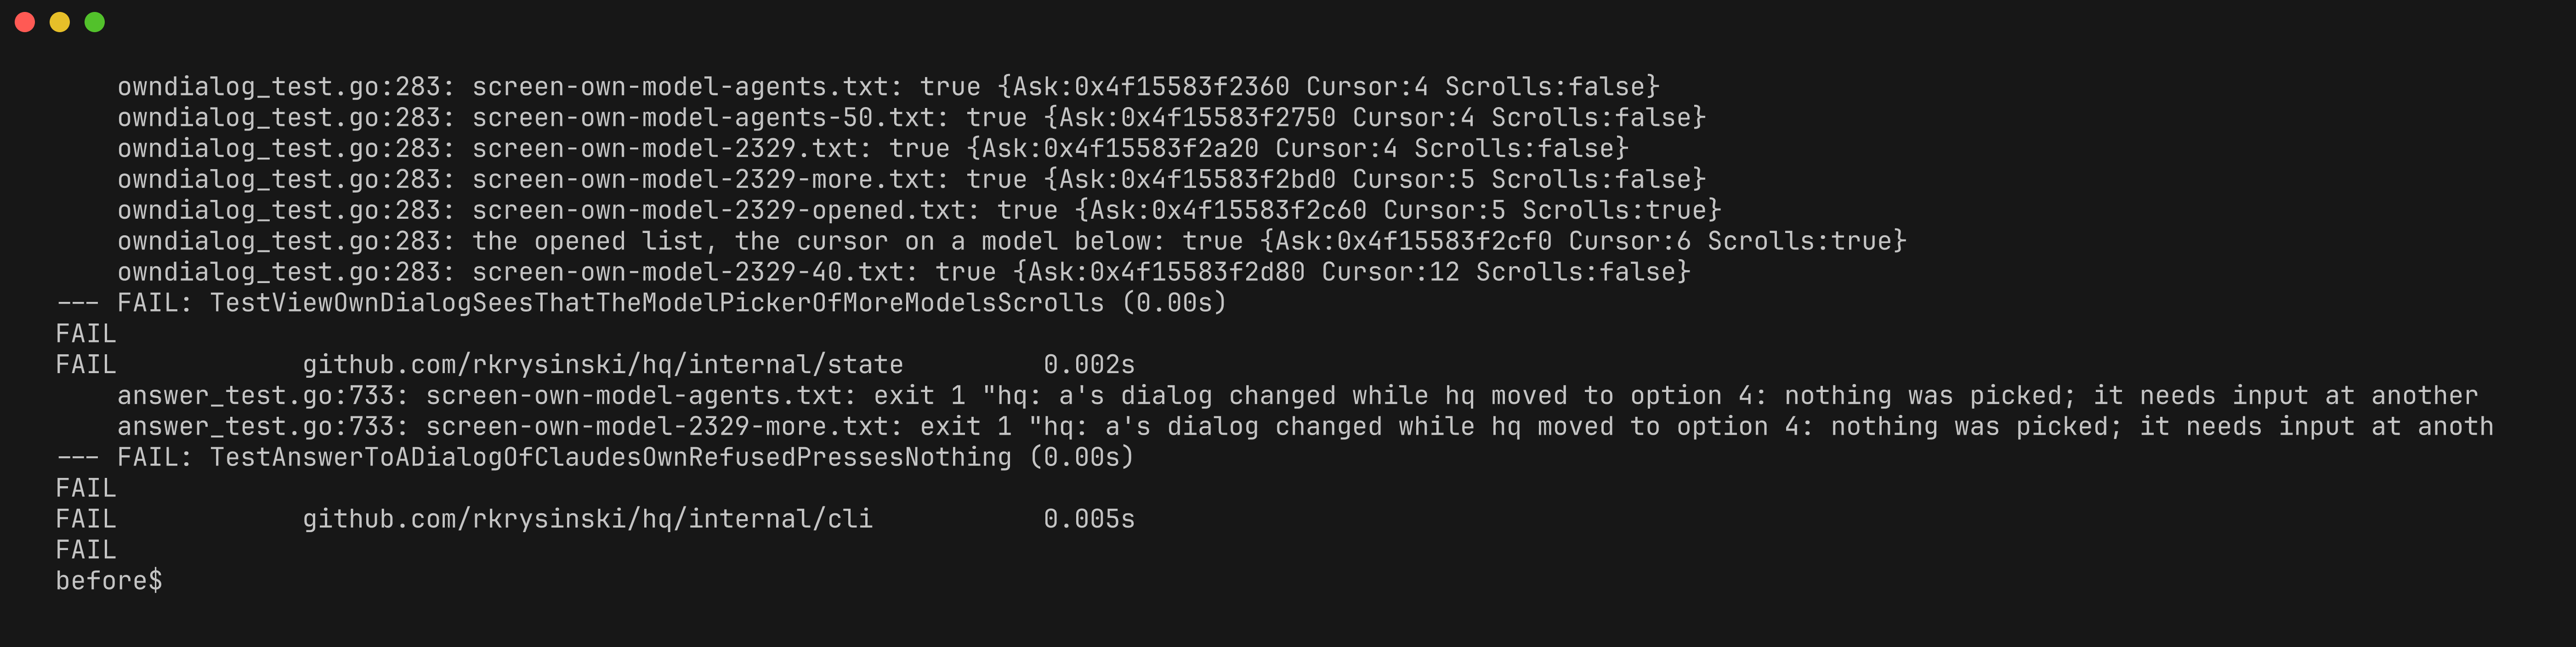 owndialog_test.go:283: screen-own-model-agents.txt: true {Ask:0x4f15583f2360 Cursor:4 Scrolls:false}
owndialog_test.go:283: screen-own-model-agents-50.txt: true {Ask:0x4f15583f2750 Cursor:4 Scrolls:false}
owndialog_test.go:283: screen-own-model-2329.txt: true {Ask:0x4f15583f2a20 Cursor:4 Scrolls:false}
owndialog_test.go:283: screen-own-model-2329-more.txt: true {Ask:0x4f15583f2bd0 Cursor:5 Scrolls:false}
owndialog_test.go:283: screen-own-model-2329-opened.txt: true {Ask:0x4f15583f2c60 Cursor:5 Scrolls:true}
owndialog_test.go:283: the opened list, the cursor on a model below: true {Ask:0x4f15583f2cf0 Cursor:6 Scrolls:true}
owndialog_test.go:283: screen-own-model-2329-40.txt: true {Ask:0x4f15583f2d80 Cursor:12 Scrolls:false}
--- FAIL: TestViewOwnDialogSeesThatTheModelPickerOfMoreModelsScrolls (0.00s)
FAIL
FAIL github.com/rkrysinski/hq/internal/state 0.002s
answer_test.go:733: screen-own-model-agents.txt: exit 1 "hq: a's dialog changed while hq moved to option 4: nothing was picked; it needs input at another
answer_test.go:733: screen-own-model-2329-more.txt: exit 1 "hq: a's dialog changed while hq moved to option 4: nothing was picked; it needs input at anoth
--- FAIL: TestAnswerToADialogOfClaudesOwnRefusedPressesNothing (0.00s)
FAIL
FAIL github.com/rkrysinski/hq/internal/cli 0.005s
FAIL
before$